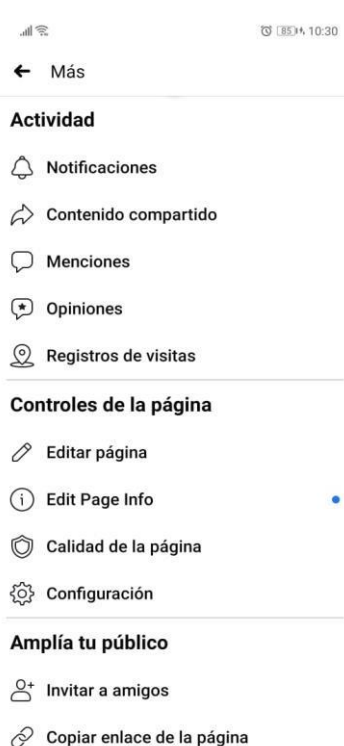 85 10:30
Más
Actividad
Notificaciones
Contenido compartido
Menciones
Opiniones
Registros de visitas
Controles de la página
Editar página
Edit Page Info
Calidad de la página
Configuración
Amplía tu público
Invitar a amigos
Copiar enlace de la página